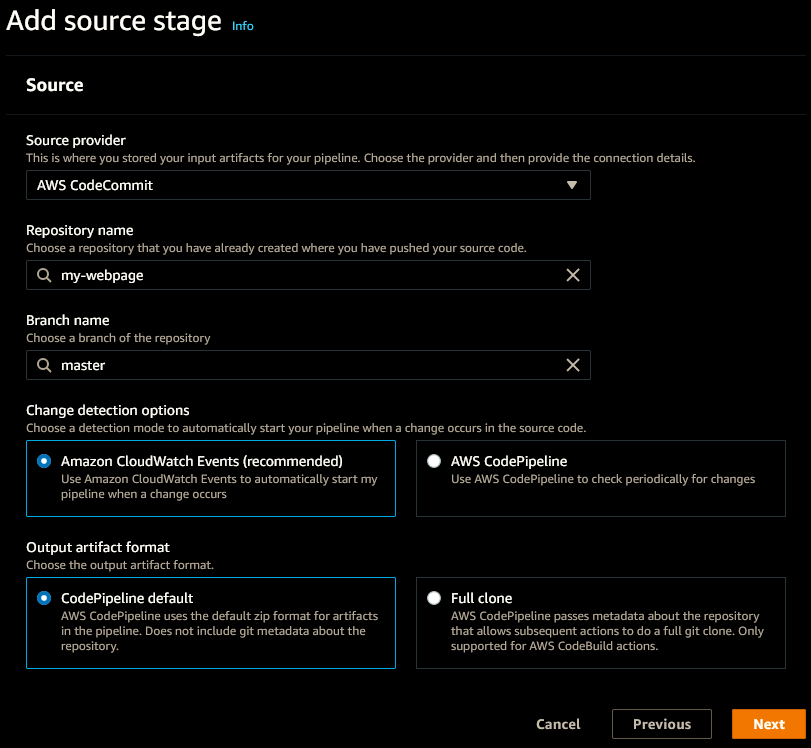 Add source stage Info
Source
Source provider
This is where you stored your input artifacts for your pipeline. Choose the provider and then provide the connection details.
AWS CodeCommit
Repository name
Choose a repository that you have already created where you have pushed your source code.
my-webpage
Branch name
Choose a branch of the repository
master
Change detection options
Choose a detection mode to automatically start your pipeline when a change occurs in the source code.
Amazon CloudWatch Events (recommended)
Use Amazon CloudWatch Events to automatically start my
pipeline when a change occurs
AWS CodePipeline
Use AWS CodePipeline to check periodically for changes
Output artifact format
Choose the output artifact format.
CodePipeline default
AWS CodePipeline uses the default zip format for artifacts
in the pipeline. Does not include git metadata about the
repository.
Full clone
AWS CodePipeline passes metadata about the repository
that allows subsequent actions to do a full git clone. Only
supported for AWS CodeBuild actions.
Cancel
Previous
Next